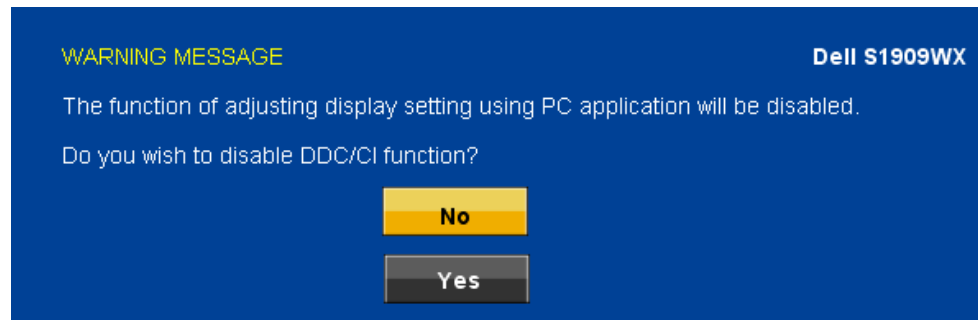 WARNING MESSAGE
Dell S1909WX
The function of adjusting display setting using PC application will be disabled.
Do you wish to disable DDC/CI function?
No
Yes